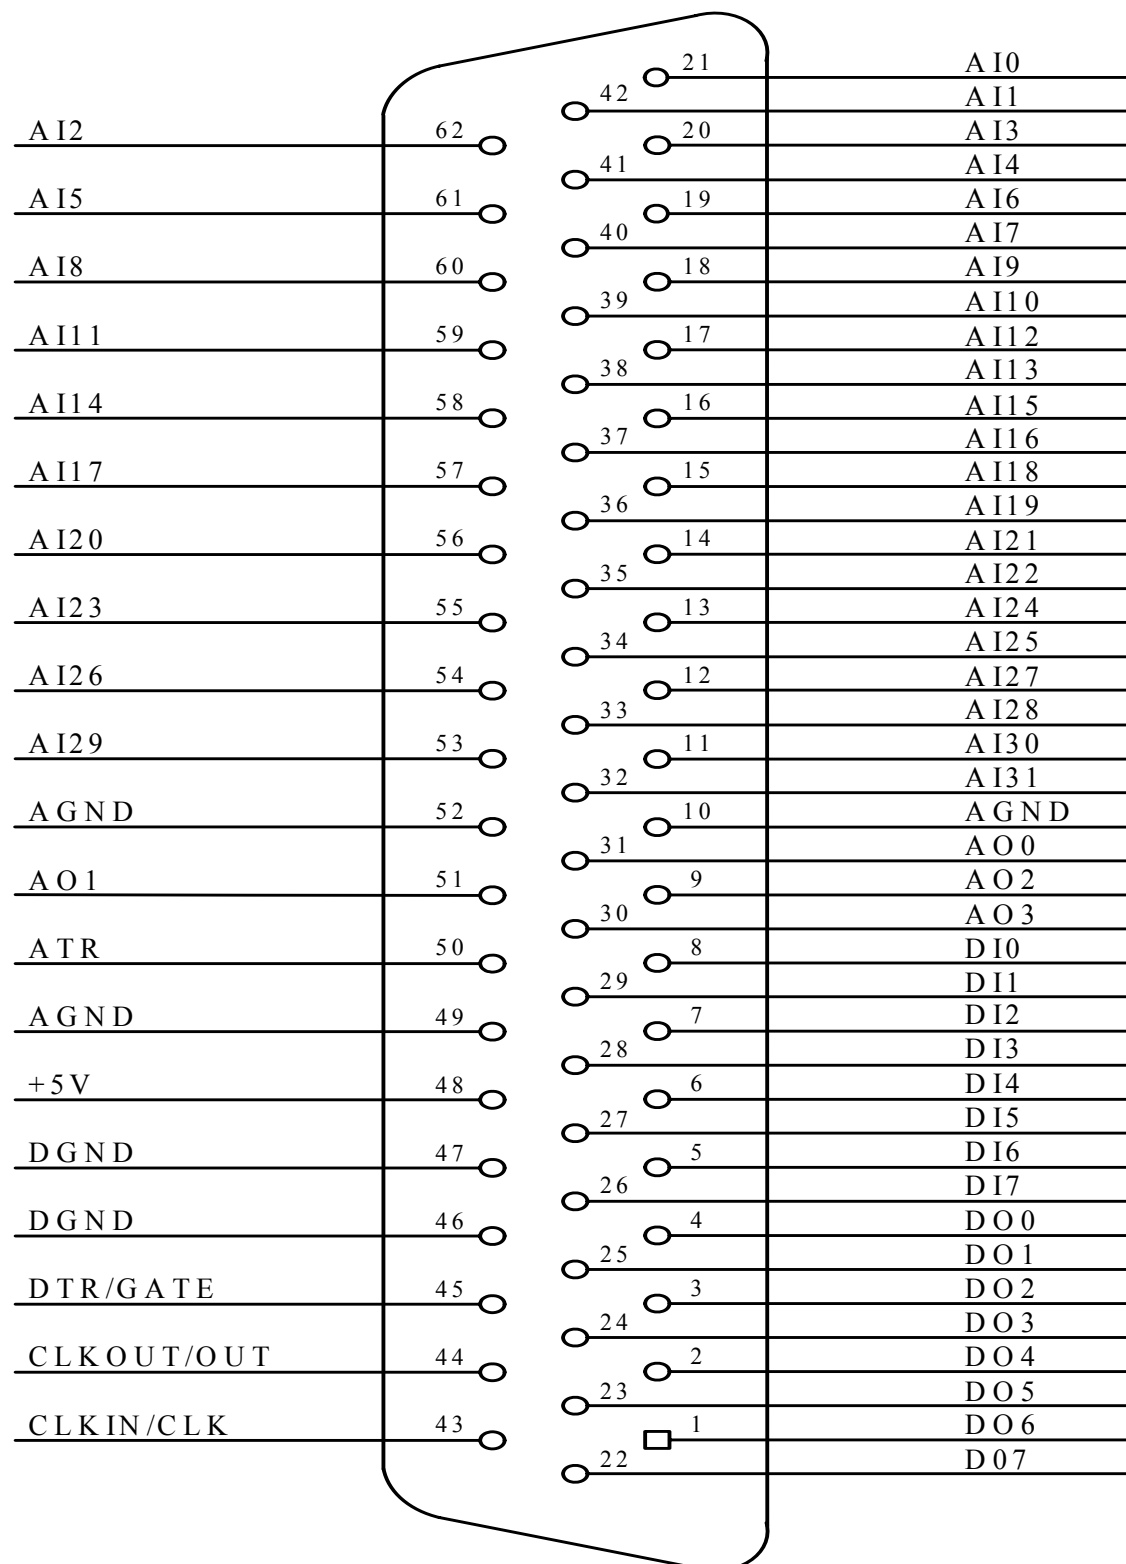 21 AI0
42 AI1
AI2 62 20 AI3
41 AI4
AI5 61 19 AI6
40 AI7
AI8 60 18 AI9
39 AI10
AI11 59 17 AI12
38 AI13
AI14 58 16 AI15
37 AI16
AI17 57 15 AI18
36 AI19
AI20 56 14 AI21
35 AI22
AI23 55 13 AI24
34 AI25
AI26 54 12 AI27
33 AI28
AI29 53 11 AI30
32 AI31
AGND 52 10 AGND
31 AO0
AO1 51 9 AO2
30 AO3
ATR 50 8 DI0
29 DI1
AGND 49 7 DI2
28 DI3
+5V 48 6 DI4
27 DI5
DGND 47 5 DI6
26 DI7
DGND 46 4 DO0
25 DO1
DTR/GATE 45 3 DO2
24 DO3
CLKOUT/OUT 44 2 DO4
23 DO5
CLKIN/CLK 43 1 DO6
22 D07